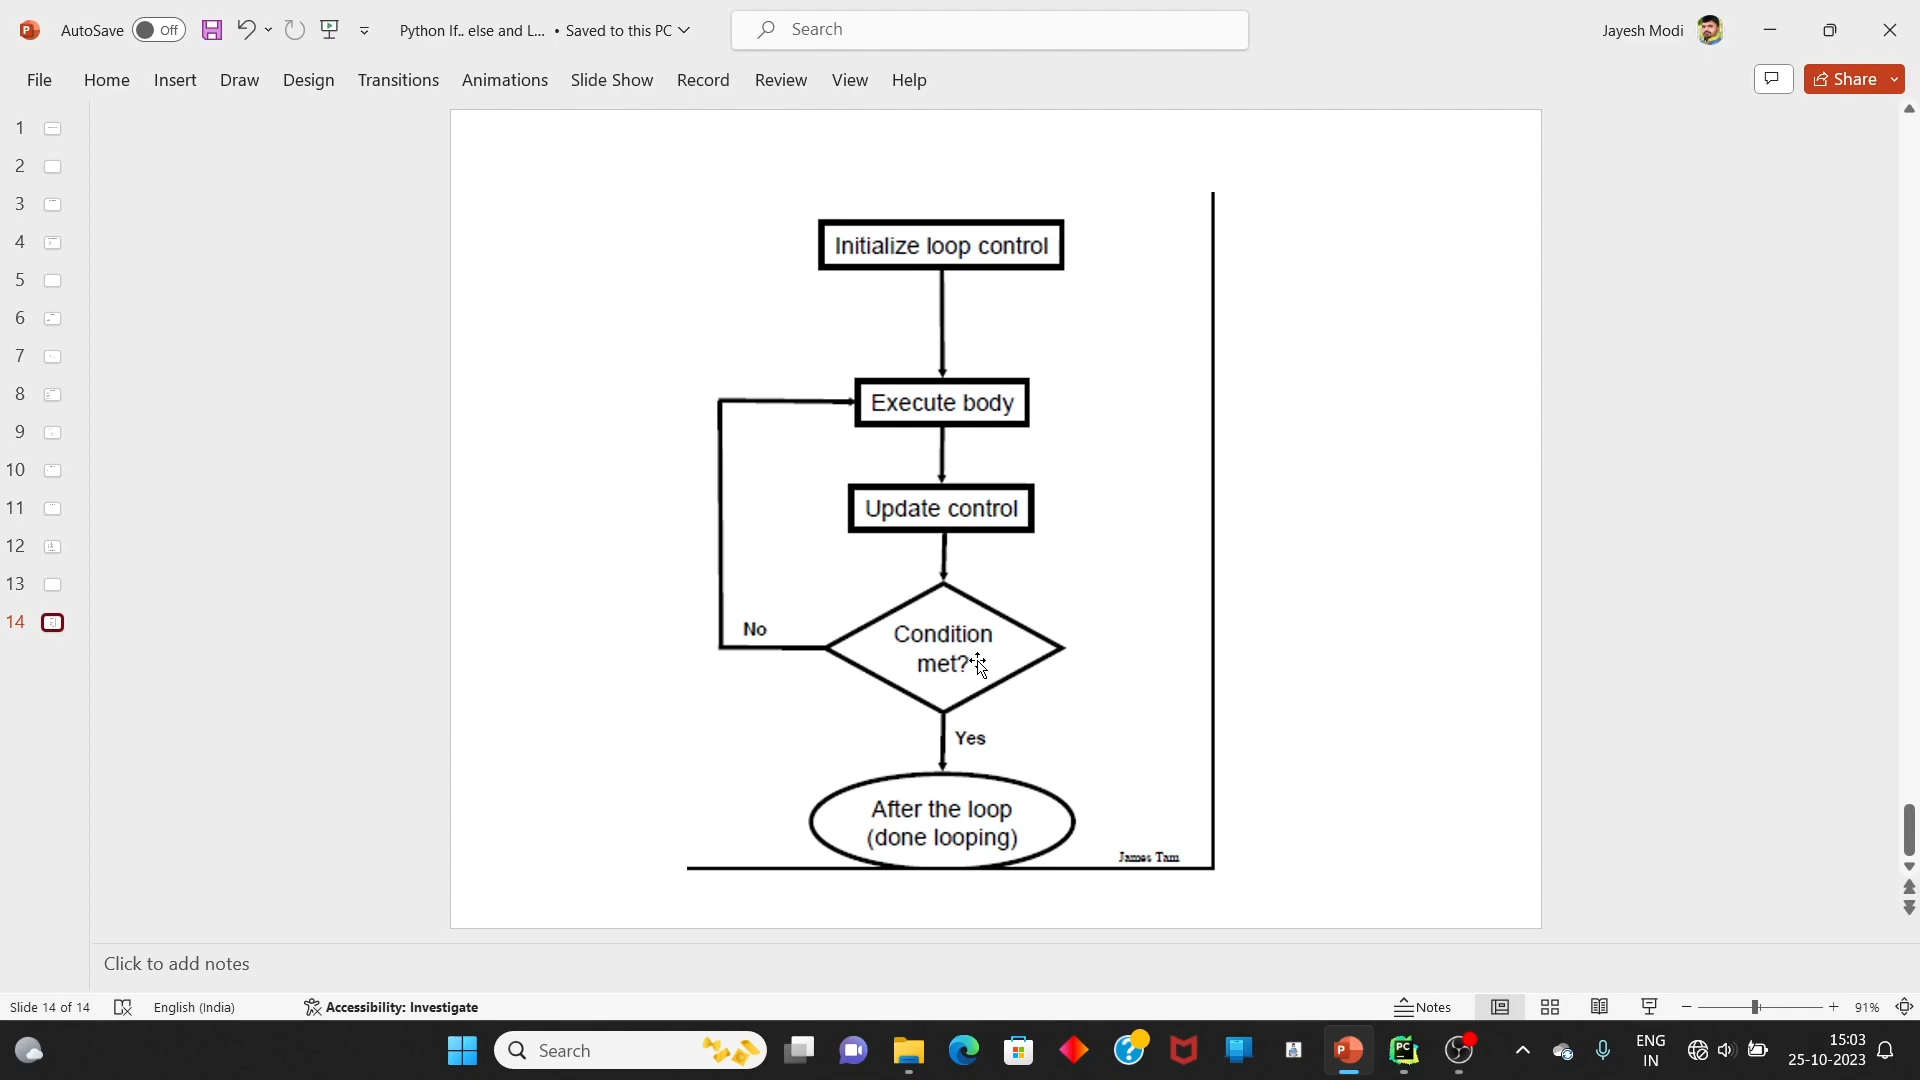 AutoSave Off Python If.. else and L... • Saved to this PC Search Jayesh Modi
File Home Insert Draw Design Transitions Animations Slide Show Record Review View Help Share
1
2
3
4
5
6
7
8
9
10
11
12
13
14
Initialize loop control
Execute body
Update control
No
Condition
met?
Yes
After the loop
(done looping)
James Tam
Click to add notes
Slide 14 of 14 English (India) Accessibility: Investigate Notes 91%
Search
ENG
IN
15:03
25-10-2023